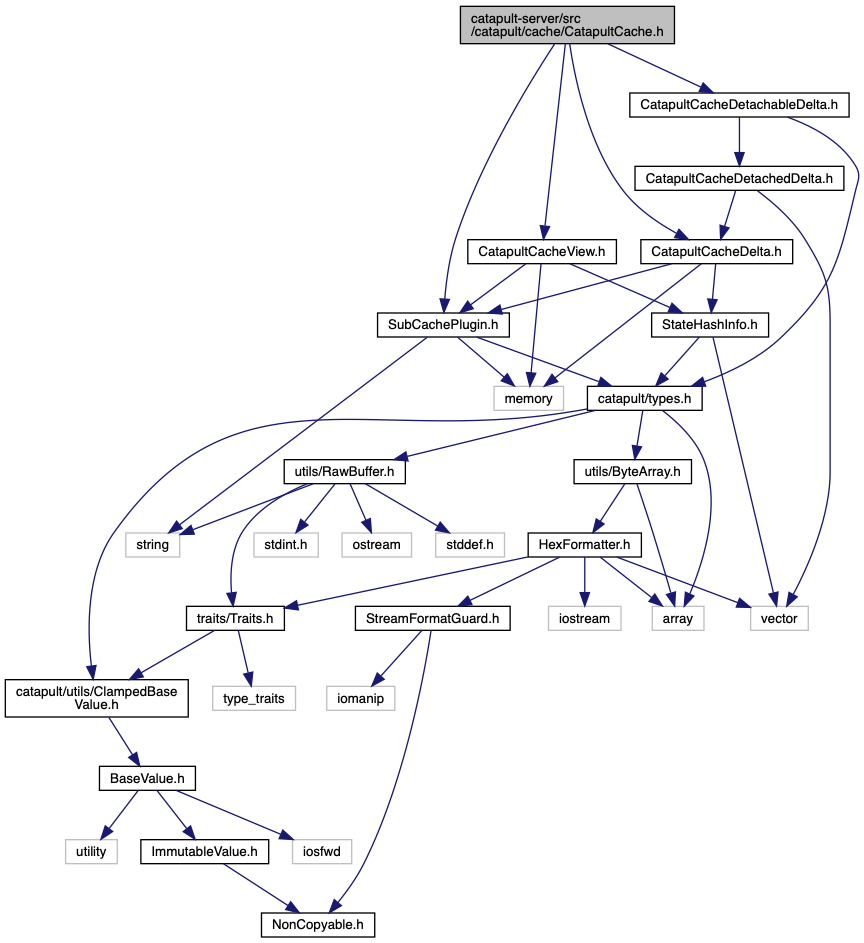 catapult-server/src
/catapult/cache/CatapultCache.h
CatapultCacheDetachableDelta.h
CatapultCacheDetachedDelta.h
CatapultCacheView.h
CatapultCacheDelta.h
SubCachePlugin.h
StateHashInfo.h
memory
catapult/types.h
utils/RawBuffer.h
utils/ByteArray.h
string
stdint.h
ostream
stddef.h
HexFormatter.h
traits/Traits.h
StreamFormatGuard.h
iostream
array
vector
catapult/utils/ClampedBase
Value.h
type_traits
iomanip
BaseValue.h
utility
ImmutableValue.h
iosfwd
NonCopyable.h